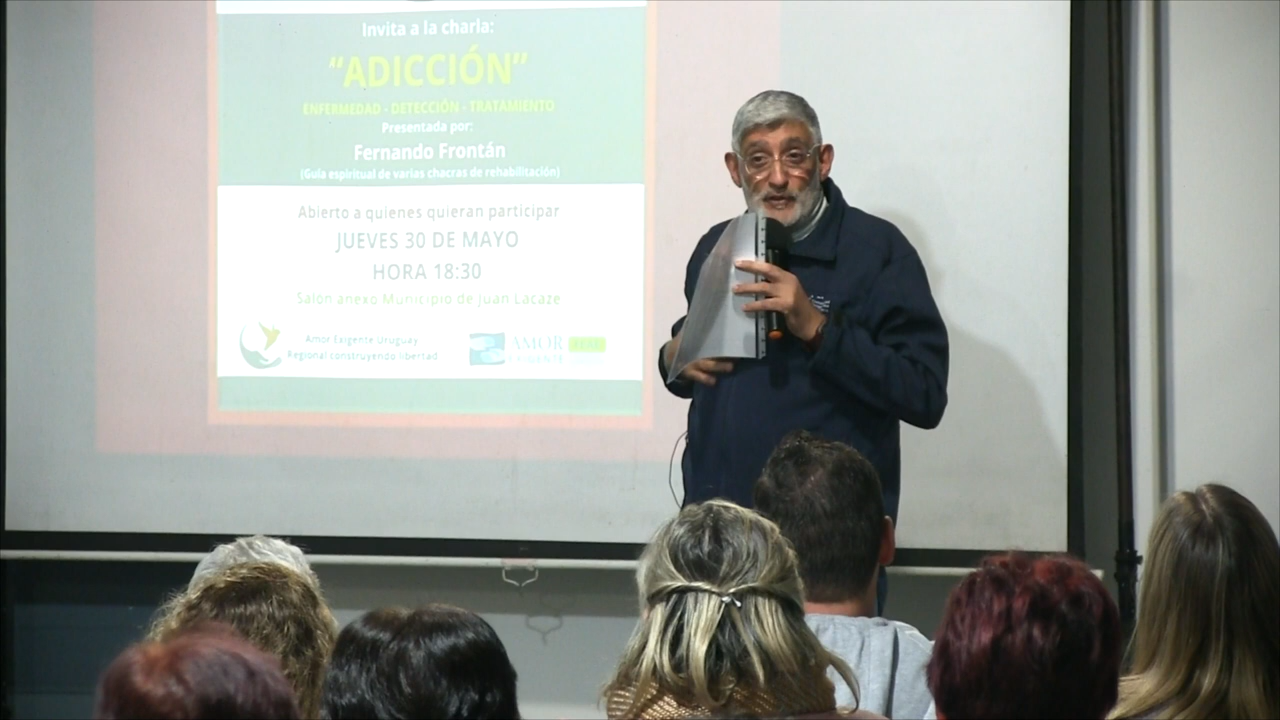 Invita a la charla:
“ADICCIÓN”
ENFERMEDAD - DETECCIÓN - TRATAMIENTO
Presentada por:
Fernando Frontán
(Guía espiritual de varias chacras de rehabilitación)
Abierto a quienes quieran participar
JUEVES 30 DE MAYO
HORA 18:30
Salón anexo Municipio de Juan Lacaze
Amor Exigente Uruguay
Regional construyendo libertad
AMOR
EXIGENTE